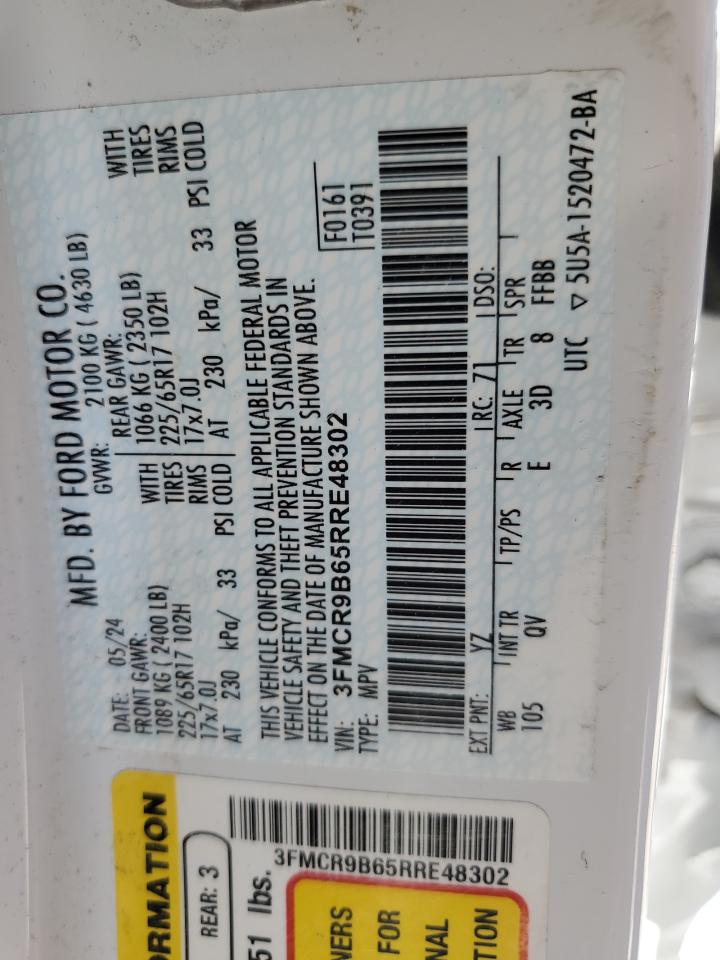 MFD. BY FORD MOTOR CO.
DATE: 05/24 GVWR: 2100 KG ( 4630 LB)
FRONT GAWR: REAR GAWR:
1089 KG ( 2400 LB) WITH 1066 KG ( 2350 LB) WITH
225/65R17 102H TIRES 225/65R17 102H TIRES
17x7.0J RIMS 17x7.0J RIMS
AT 230 kPa/ 33 PSI COLD AT 230 kPa/ 33 PSI COLD
THIS VEHICLE CONFORMS TO ALL APPLICABLE FEDERAL MOTOR
VEHICLE SAFETY AND THEFT PREVENTION STANDARDS IN
EFFECT ON THE DATE OF MANUFACTURE SHOWN ABOVE.
VIN: 3FMCR9B65RRE48302 F0161
TYPE: MPV T0391
EXT PNT: YZ RC: 71 DSO:
WB INT TR TP/PS R AXLE TR SPR
105 QV E 3D 8 FFBB
UTC ▽ 5U5A-1520472-BA
ORMATION
REAR: 3
51 lbs.
3FMCR9B65RRE48302
NERS
FOR
NAL
TION